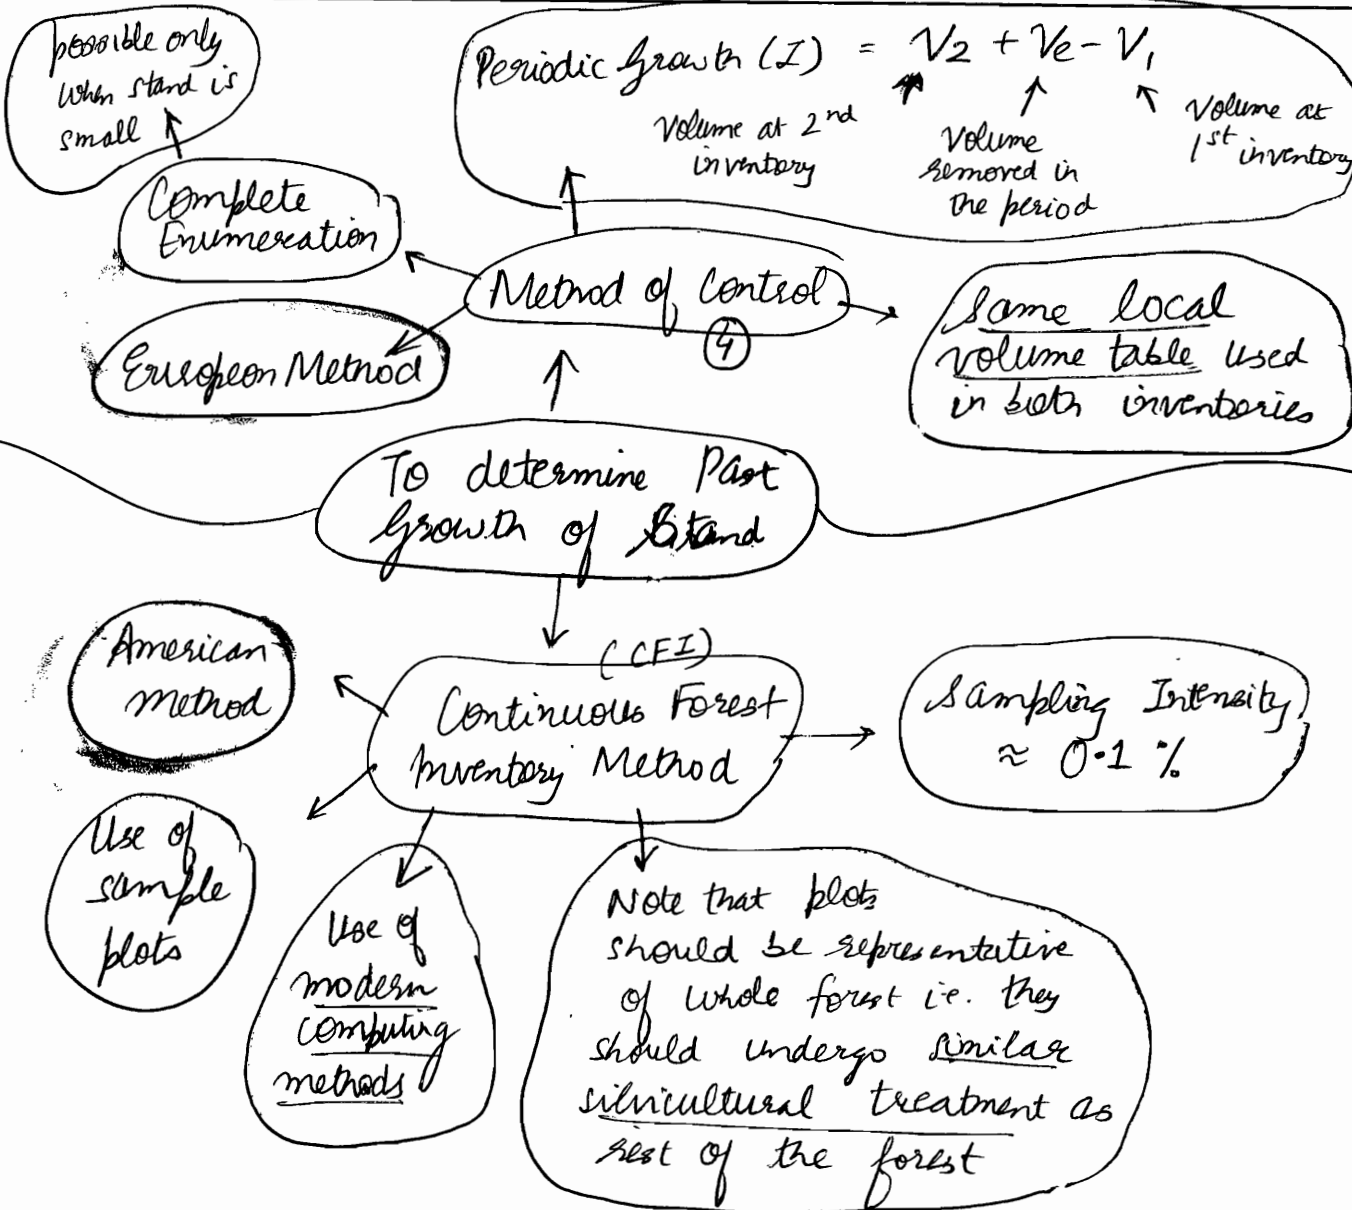 possible only
when stand is
small
Periodic Growth (I) = V2 + Ve - V1
Volume at 2nd
inventory
Volume
removed in
the period
Volume at
1st inventory
Complete
Enumeration
Method of Control
4
European Method
Same local
volume table used
in both inventories
To determine Past
Growth of Stand
American
Method
(CFI)
Continuous Forest
Inventory Method
Sampling Intensity
≈ 0.1 %
Use of
sample
plots
Use of
modern
computing
methods
Note that plots
should be representative
of whole forest i.e. they
should undergo similar
silvicultural treatment as
rest of the forest